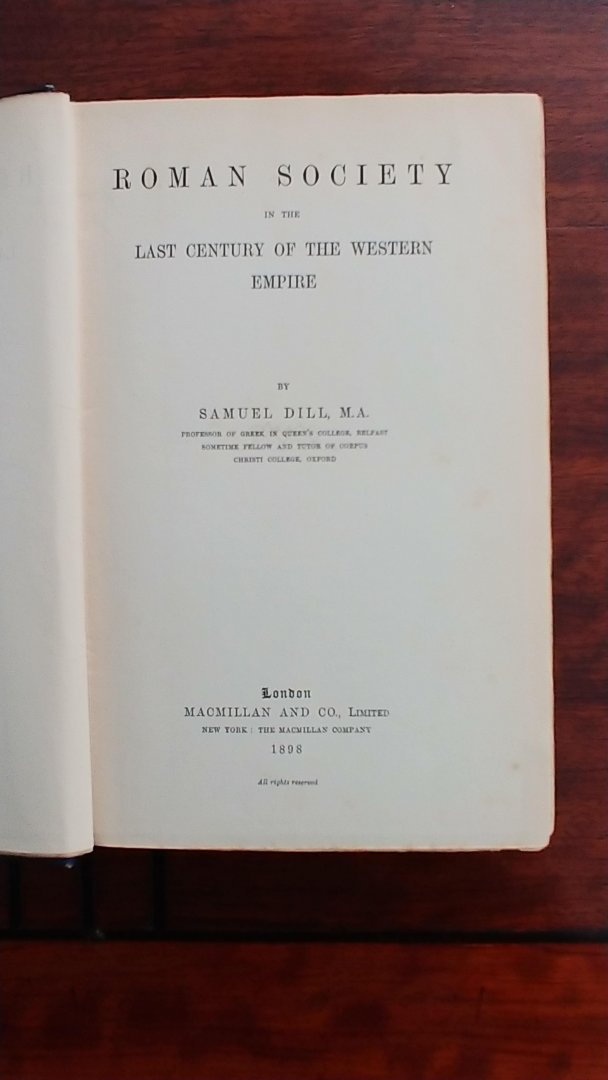 ROMAN SOCIETY
IN THE
LAST CENTURY OF THE WESTERN
EMPIRE
BY
SAMUEL DILL, M.A.
PROFESSOR OF GREEK IN QUEEN'S COLLEGE, BELFAST
SOMETIME FELLOW AND TUTOR OF CORPUS
CHRISTI COLLEGE, OXFORD
London
MACMILLAN AND CO., LIMITED
NEW YORK: THE MACMILLAN COMPANY
1898
All rights reserved